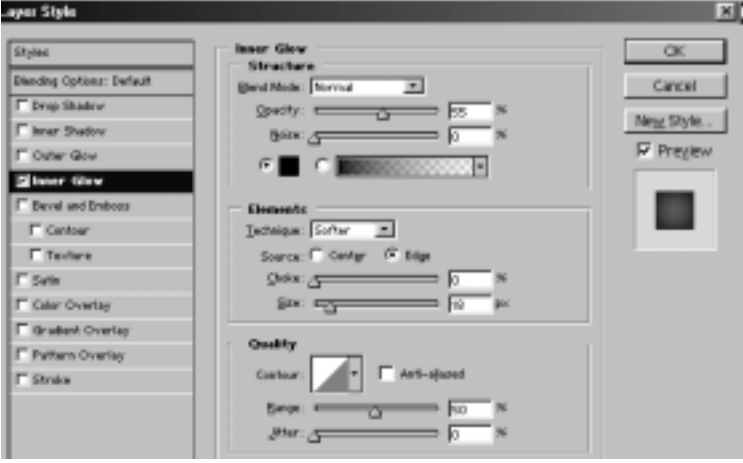 Layer Style
Styles
Blending Options: Default
Drop Shadow
Inner Shadow
Outer Glow
Inner Glow
Bevel and Emboss
Contour
Texture
Satin
Color Overlay
Gradient Overlay
Pattern Overlay
Stroke
Inner Glow
Structure
Blend Mode: Normal
Opacity: 55 %
Noise: 0 %
Elements
Technique: Softer
Source: Center Edge
Choke: 0 %
Size: 18 px
Quality
Contour: Anti-aliased
Range: 50 %
Jitter: 0 %
OK
Cancel
New Style...
Preview